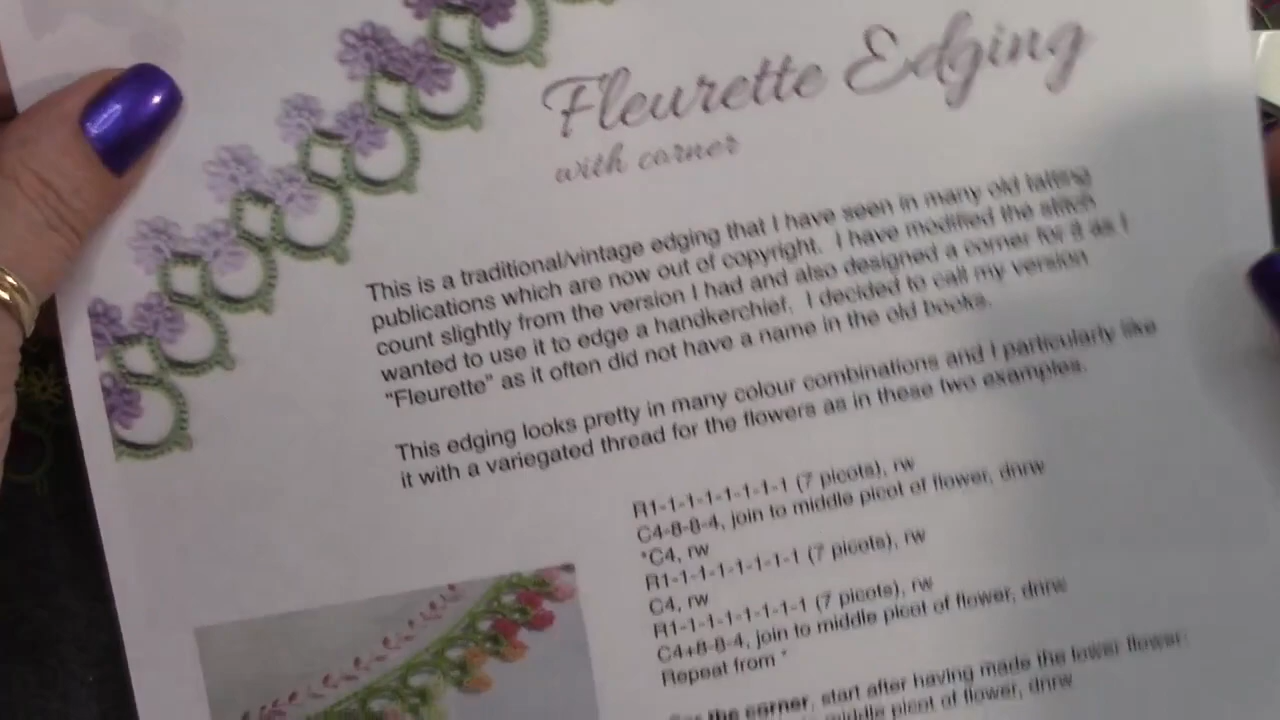 Fleurette Edging
with corner
This is a traditional/vintage edging that I have seen in many old tatting
publications which are now out of copyright. I have modified the stitch
count slightly from the version I had and also designed a corner for it as I
wanted to use it to edge a handkerchief. I decided to call my version
"Fleurette" as it often did not have a name in the old books.
This edging looks pretty in many colour combinations and I particularly like
it with a variegated thread for the flowers as in these two examples.
R1-1-1-1-1-1-1-1 (7 picots), rw
C4-8-8-4, join to middle picot of flower, dnrw
*C4, rw
R1-1-1-1-1-1-1-1 (7 picots), rw
C4, rw
R1-1-1-1-1-1-1-1 (7 picots), rw
C4+8-8-4, join to middle picot of flower, dnrw
Repeat from *
the corner, start after having made the lower flower:
middle picot of flower, dnrw